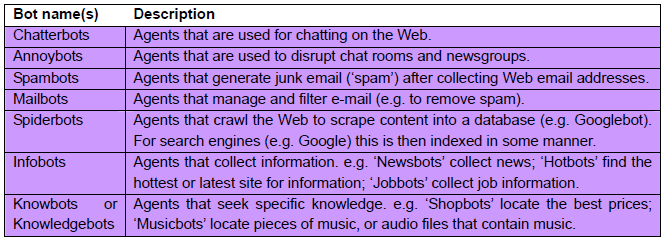 Bot name(s) Description
Chatterbots Agents that are used for chatting on the Web.
Annoybots Agents that are used to disrupt chat rooms and newsgroups.
Spambots Agents that generate junk email (‘spam’) after collecting Web email addresses.
Mailbots Agents that manage and filter e-mail (e.g. to remove spam).
Spiderbots Agents that crawl the Web to scrape content into a database (e.g. Googlebot).
For search engines (e.g. Google) this is then indexed in some manner.
Infobots Agents that collect information. e.g. ‘Newsbots’ collect news; ‘Hotbots’ find the
hottest or latest site for information; ‘Jobbots’ collect job information.
Knowbots or Agents that seek specific knowledge. e.g. ‘Shopbots’ locate the best prices;
Knowledgebots ‘Musicbots’ locate pieces of music, or audio files that contain music.